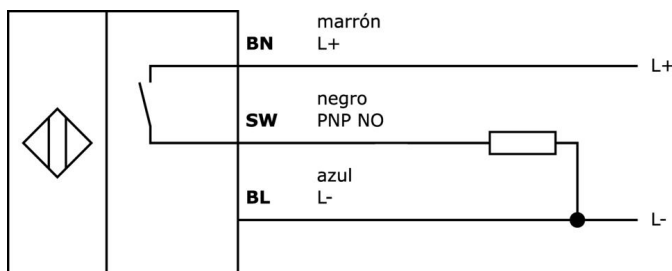 marrón
BN L+
L+
negro
SW PNP NO
azul
BL L-
L-